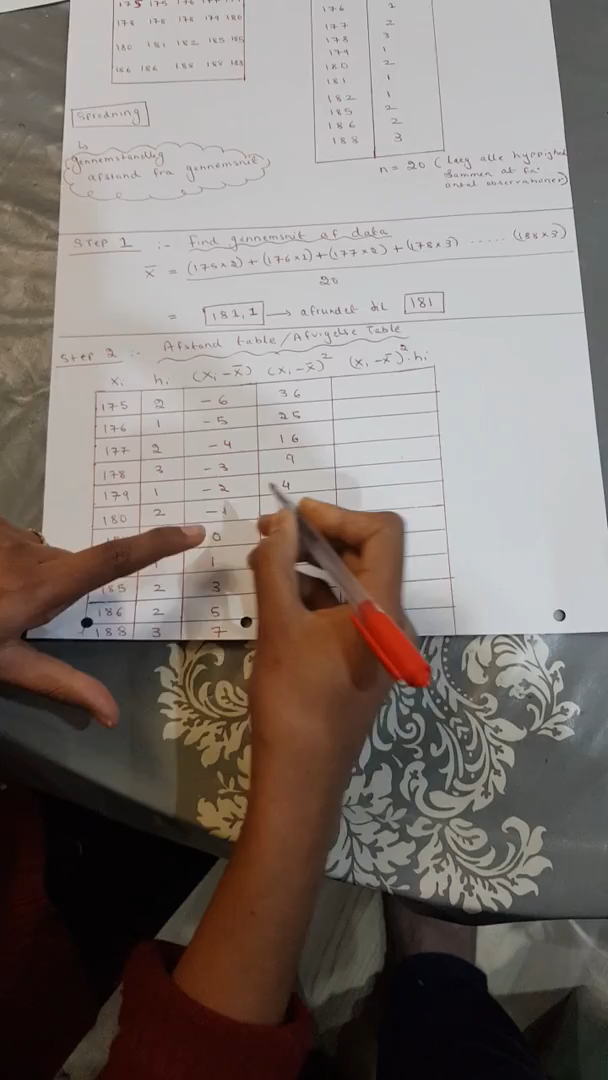 175 175 176
178 178 178 179 180
180 181 182 185 185
186 186 188 188 188
176 1
177 2
178 3
179 1
180 2
181 1
182 1
185 2
186 2
188 3
Spredning
↳
gennemsnitlig
afstand fra gennemsnit
n = 20 (Læg alle hyppighed
sammen at få
antal observationer)
Step 1 :- Find gennemsnit af data
x̄ = (175×2) + (176×1) + (177×2) + (178×3) ...... (188×3)
20
= 181,1 → afrundet til 181
Step 2 :- Afstand table/Afvigelse Table
xᵢ hᵢ (xᵢ-x̄) (xᵢ-x̄)² (xᵢ-x̄)²·hᵢ
175 2 -6 36
176 1 -5 25
177 2 -4 16
178 3 -3 9
179 1 -2 4
180 2 -1
0
1 1
185 2 3
186 2 5
188 3 7